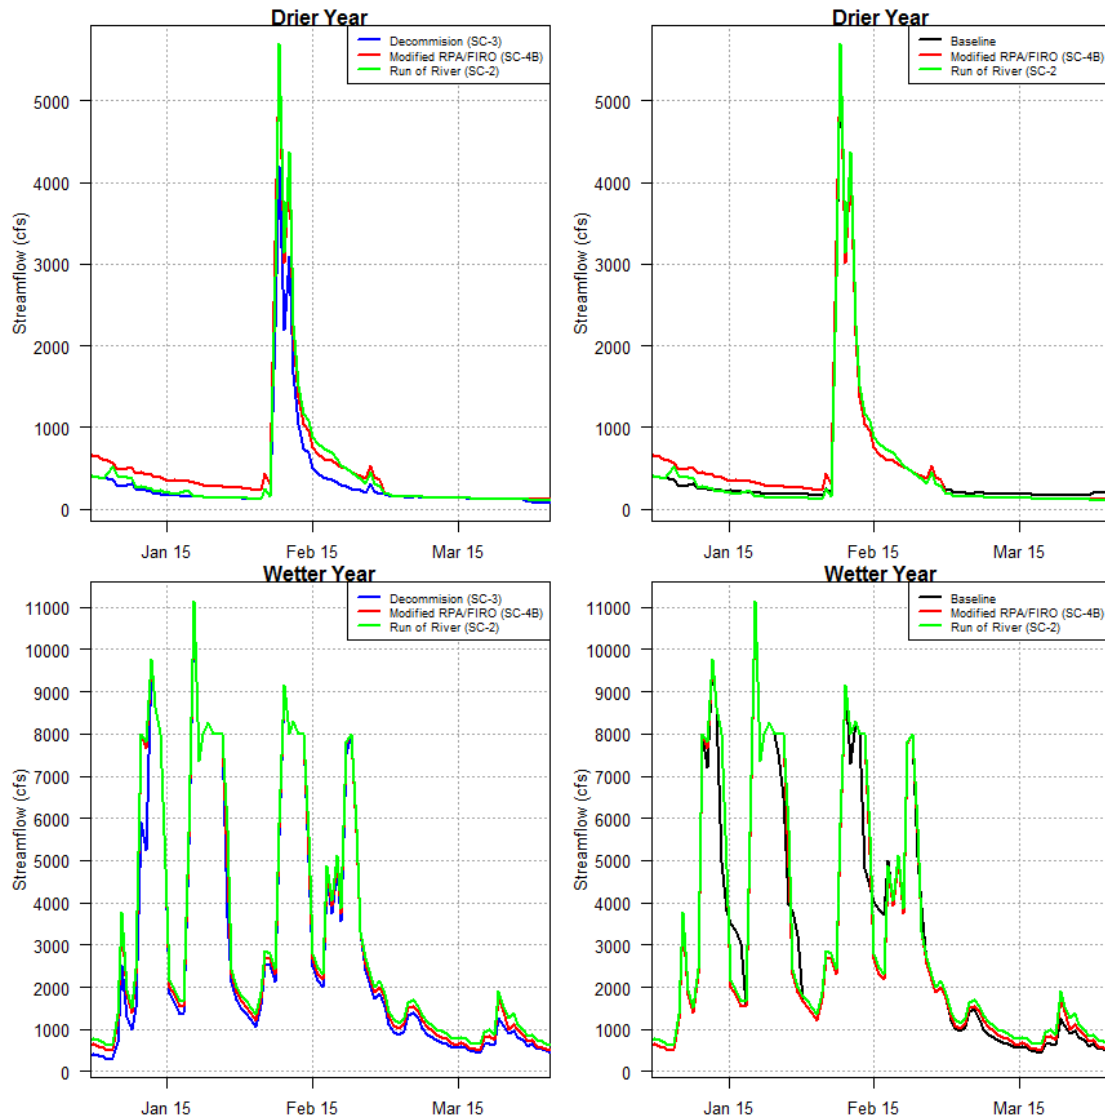 Drier Year
Decommision (SC-3)
Modified RPA/FIRO (SC-4B)
Run of River (SC-2)
Streamflow (cfs)
5000
4000
3000
2000
1000
0
Jan 15
Feb 15
Mar 15
Drier Year
Baseline
Modified RPA/FIRO (SC-4B)
Run of River (SC-2
Streamflow (cfs)
5000
4000
3000
2000
1000
0
Jan 15
Feb 15
Mar 15
Wetter Year
Decommision (SC-3)
Modified RPA/FIRO (SC-4B)
Run of River (SC-2)
Streamflow (cfs)
11000
10000
9000
8000
7000
6000
5000
4000
3000
2000
1000
0
Jan 15
Feb 15
Mar 15
Wetter Year
Baseline
Modified RPA/FIRO (SC-4B)
Run of River (SC-2)
Streamflow (cfs)
11000
10000
9000
8000
7000
6000
5000
4000
3000
2000
1000
0
Jan 15
Feb 15
Mar 15